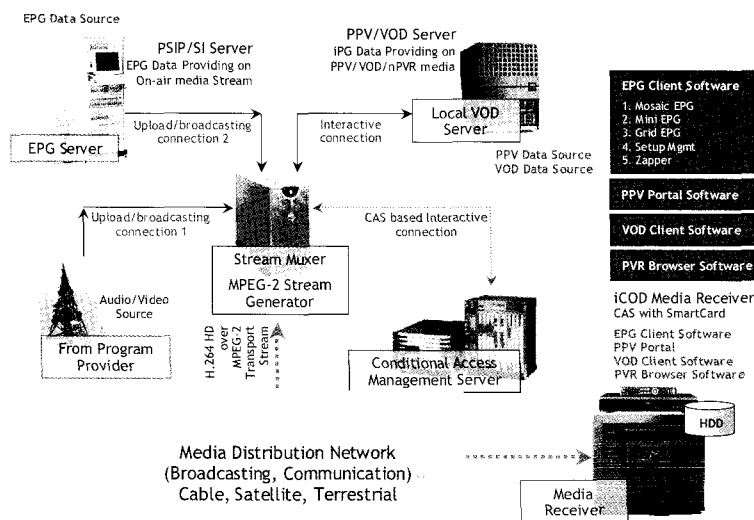 EPG Data Source
PSIP/SI Server
EPG Data Providing on
On-air media Stream
PPV/VOD Server
iPG Data Providing on
PPV/VOD/nPVR media
EPG Client Software
1. Mosaic EPG
2. Mini EPG
3. Grid EPG
4. Setup Mgmt
5. Zapper
Upload/broadcasting
connection 2
Interactive
connection
Local VOD
Server
EPG Server
PPV Data Source
VOD Data Source
PPV Portal Software
VOD Client Software
PVR Browser Software
Upload/broadcasting
connection 1
CAS based Interactive
connection
Stream Muxer
MPEG-2 Stream
Generator
Audio/Video
Source
From Program
Provider
H.264 HD
over
MPEG-2
Transport
Stream
Conditional Access
Management Server
iCOD Media Receiver
CAS with SmartCard
EPG Client Software
PPV Portal
VOD Client Software
PVR Browser Software
HDD
Media Distribution Network
(Broadcasting, Communication)
Cable, Satellite, Terrestrial
Media
Receiver